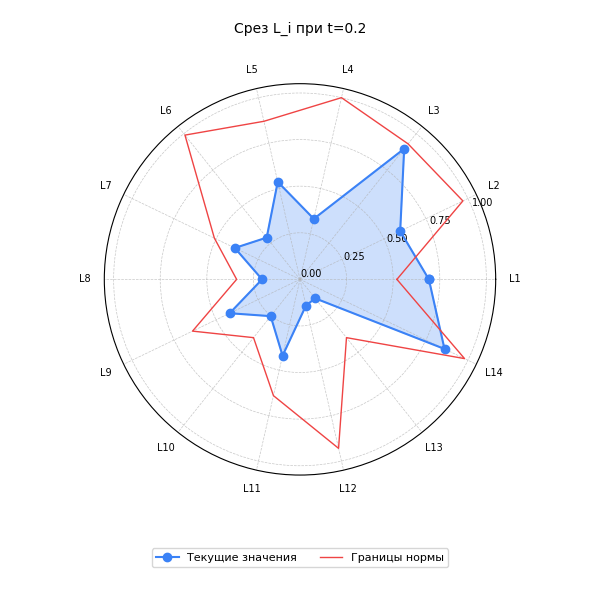 Срез L_i при t=0.2
L5
L4
L6
L3
L7
L2
1.00
0.75
0.50
0.25
0.00
L8
L1
L9
L14
L10
L13
L11
L12
Текущие значения
Границы нормы